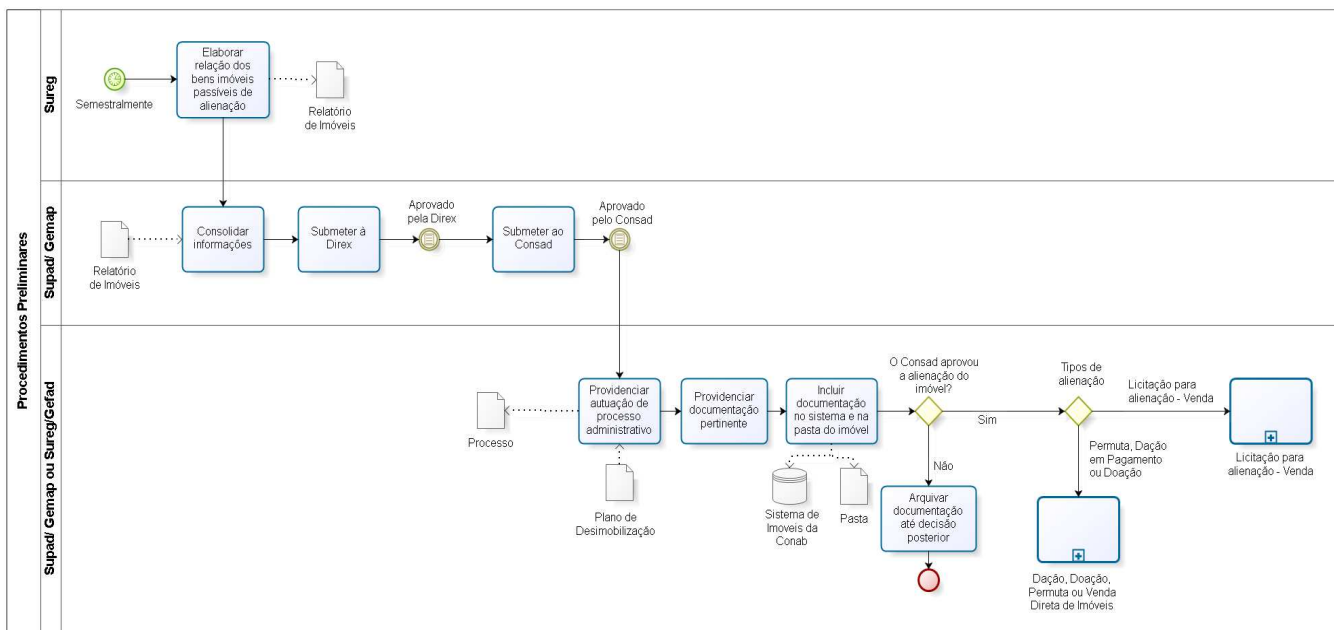 Procedimentos Preliminares
Sureg
Semestralmente
Elaborar
relação dos
bens imóveis
passíveis de
alienação
Relatório
de Imóveis
Supad/ Gemap
Relatório
de Imóveis
Consolidar
informações
Submeter à
Direx
Aprovado
pela Direx
Submeter ao
Consad
Aprovado
pelo Consad
Supad/ Gemap ou Sureg/Gefad
Processo
Providenciar
autuação de
processo
administrativo
Plano de
Desimobilização
Providenciar
documentação
pertinente
Incluir
documentação
no sistema e na
pasta do imóvel
Sistema de
Imoveis da
Conab
Pasta
O Consad aprovou
a alienação do
imóvel?
Sim
Não
Arquivar
documentação
até decisão
posterior
Tipos de
alienação
Licitação para
alienação - Venda
Licitação para
alienação - Venda
Permuta, Dação
em Pagamento
ou Doação
Dação, Doação,
Permuta ou Venda
Direta de Imóveis